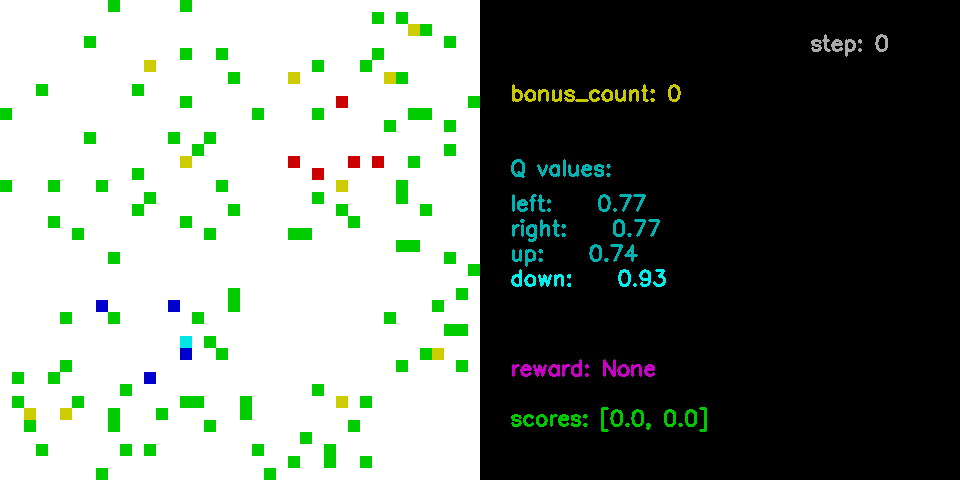 step: 0
bonus_count: 0
Q values:
left: 0.77
right: 0.77
up: 0.74
down: 0.93
reward: None
scores: [0.0, 0.0]